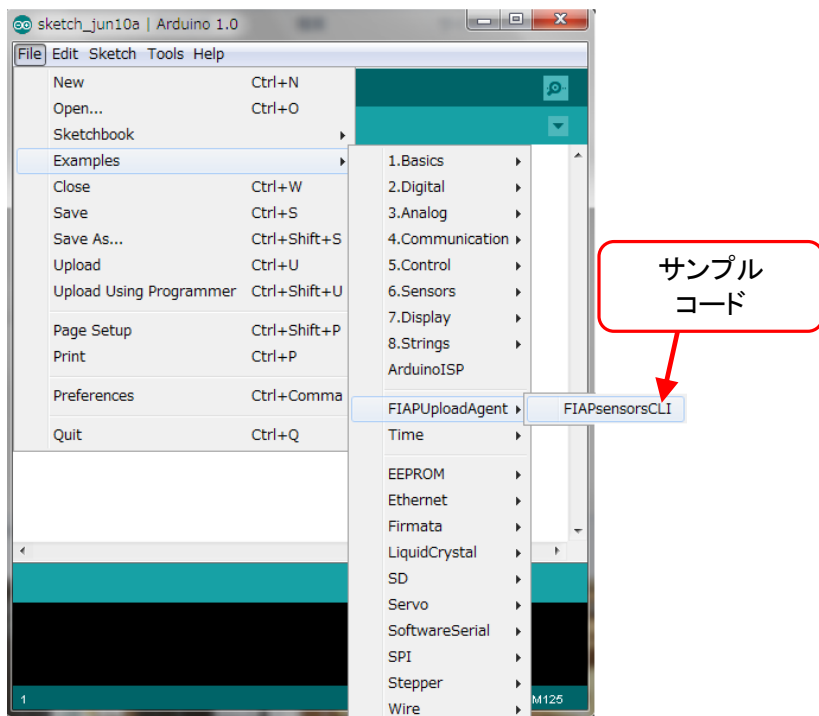 sketch_jun10a | Arduino 1.0
File Edit Sketch Tools Help
New Ctrl+N
Open... Ctrl+O
Sketchbook
Examples
Close Ctrl+W
Save Ctrl+S
Save As... Ctrl+Shift+S
Upload Ctrl+U
Upload Using Programmer Ctrl+Shift+U
Page Setup Ctrl+Shift+P
Print Ctrl+P
Preferences Ctrl+Comma
Quit Ctrl+Q
1.Basics
2.Digital
3.Analog
4.Communication
5.Control
6.Sensors
7.Display
8.Strings
ArduinoISP
FIAPUploadAgent
Time
EEPROM
Ethernet
Firmata
LiquidCrystal
SD
Servo
SoftwareSerial
SPI
Stepper
Wire
FIAPsensorsCLI
サンプル
コード
1
M125